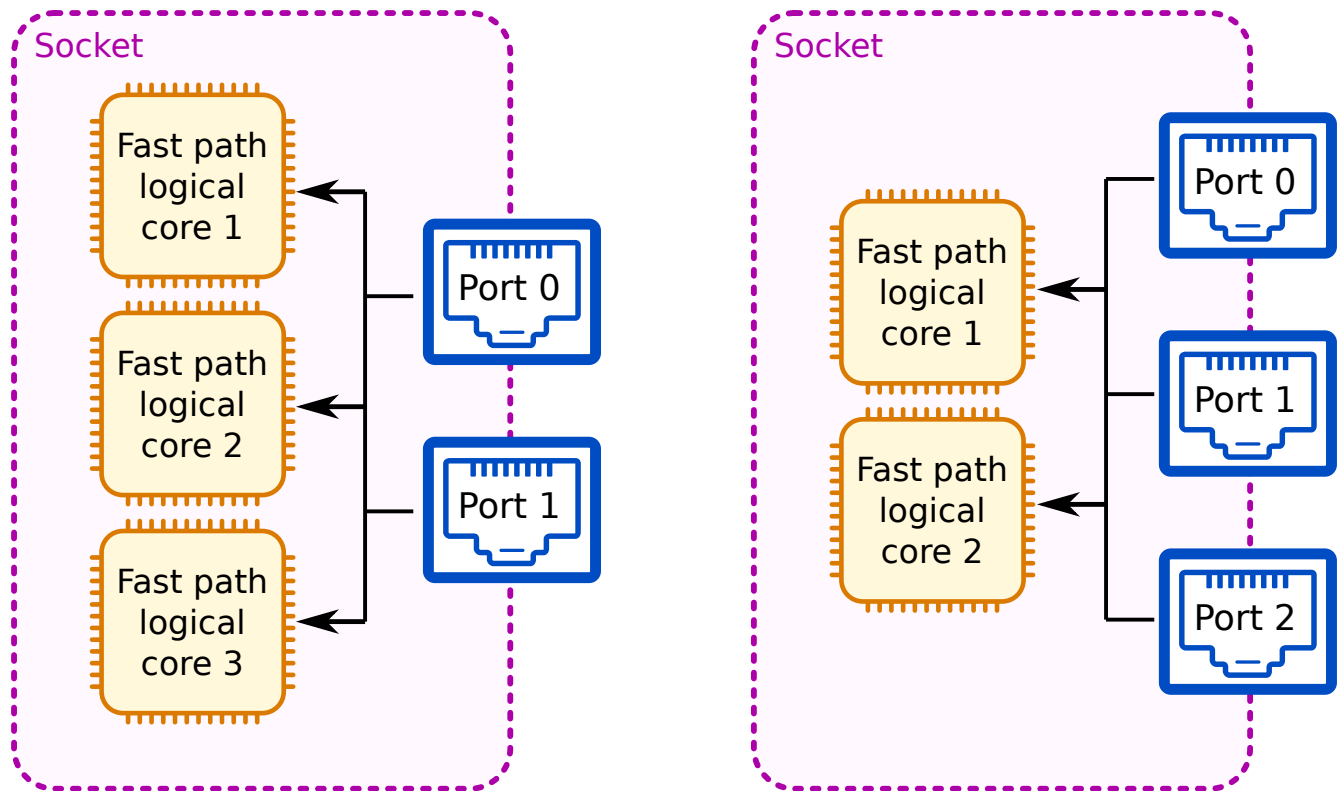 Socket
Fast path
logical
core 1
Fast path
logical
core 2
Fast path
logical
core 3
Port 0
Port 1
Socket
Fast path
logical
core 1
Fast path
logical
core 2
Port 0
Port 1
Port 2